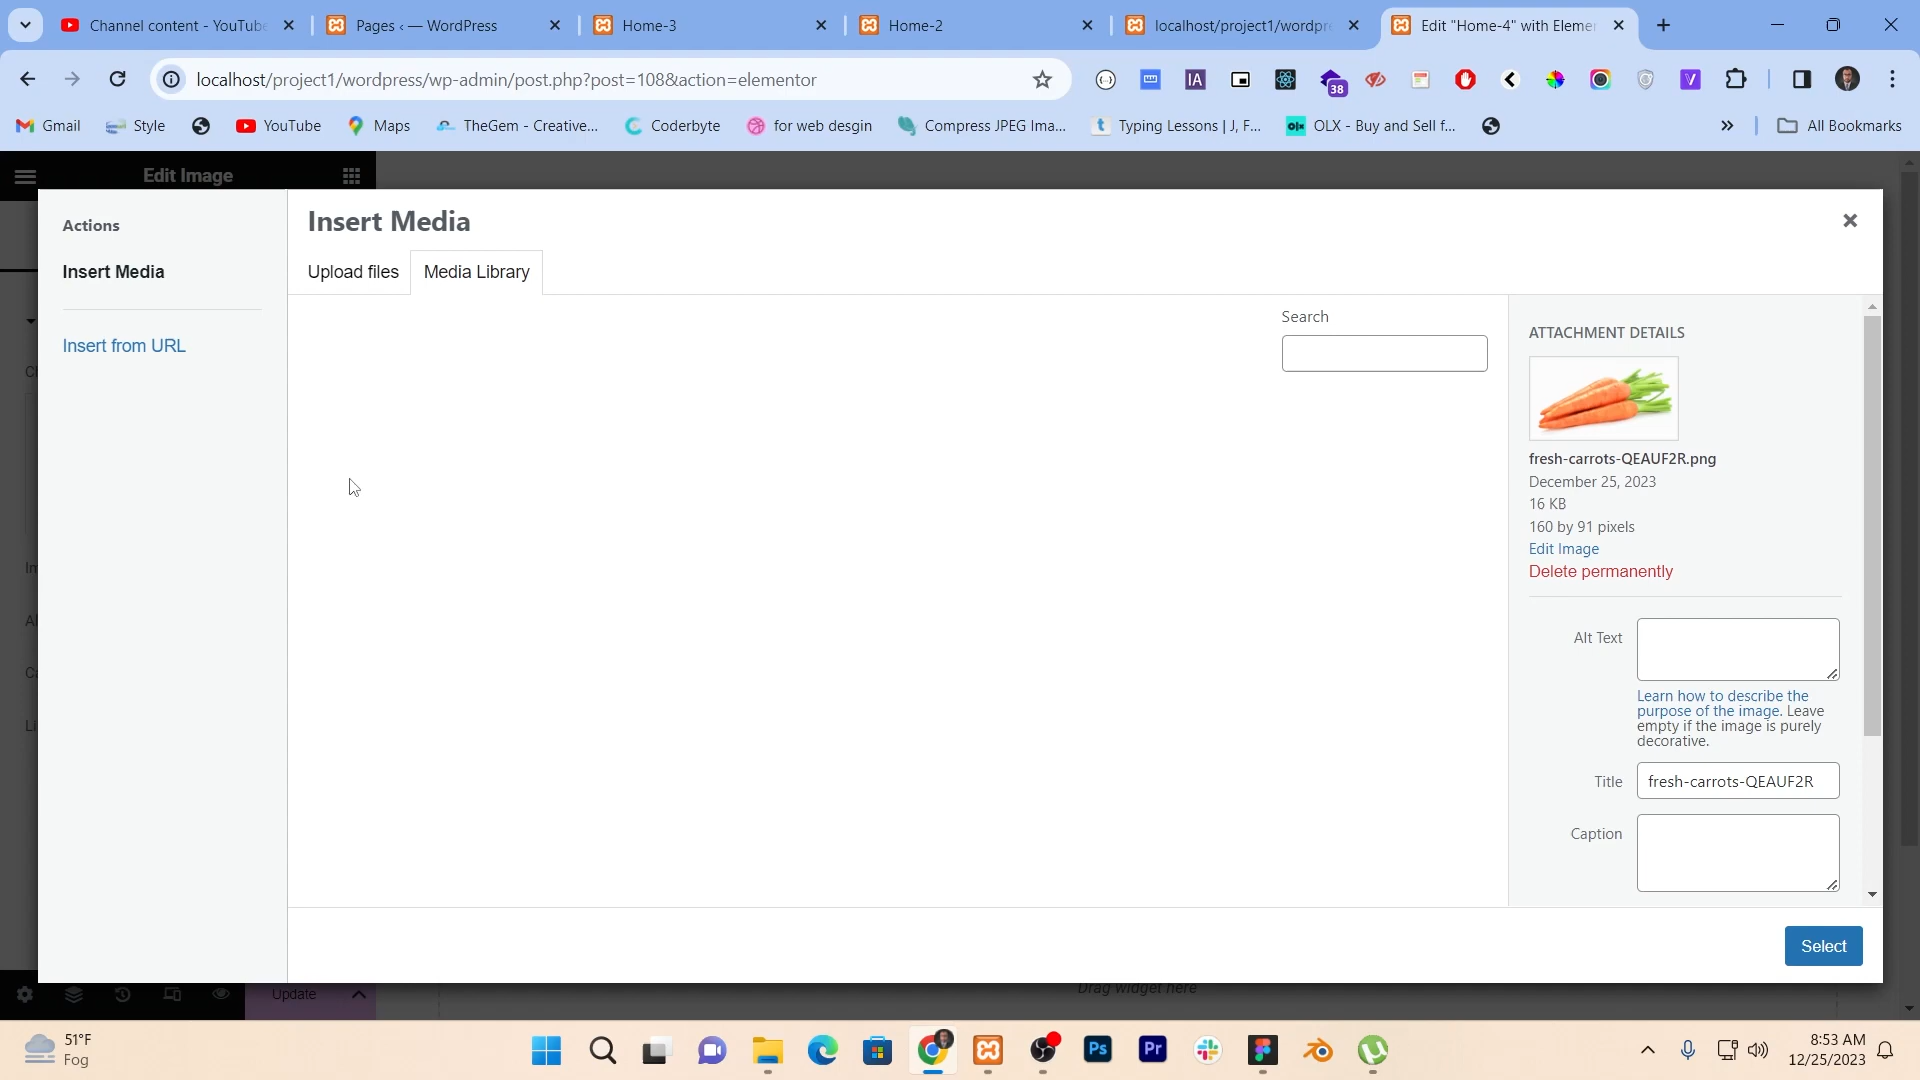 Channel content - YouTube
Pages ‹ — WordPress
Home-3
Home-2
localhost/project1/wordpre
Edit "Home-4" with Elemen
localhost/project1/wordpress/wp-admin/post.php?post=108&action=elementor
IA
38
V
Gmail
Style
YouTube
Maps
TheGem - Creative...
Coderbyte
for web desgin
Compress JPEG Ima...
t
Typing Lessons | J, F...
OLX - Buy and Sell f...
All Bookmarks
Edit Image
Actions
Insert Media
Insert from URL
Insert Media
Upload files
Media Library
Search
ATTACHMENT DETAILS
fresh-carrots-QEAUF2R.png
December 25, 2023
16 KB
160 by 91 pixels
Edit Image
Delete permanently
Alt Text
Learn how to describe the
purpose of the image. Leave
empty if the image is purely
decorative.
Title
fresh-carrots-QEAUF2R
Caption
Select
Update
Drag widget here
51°F
Fog
Ps
Pr
8:53 AM
12/25/2023